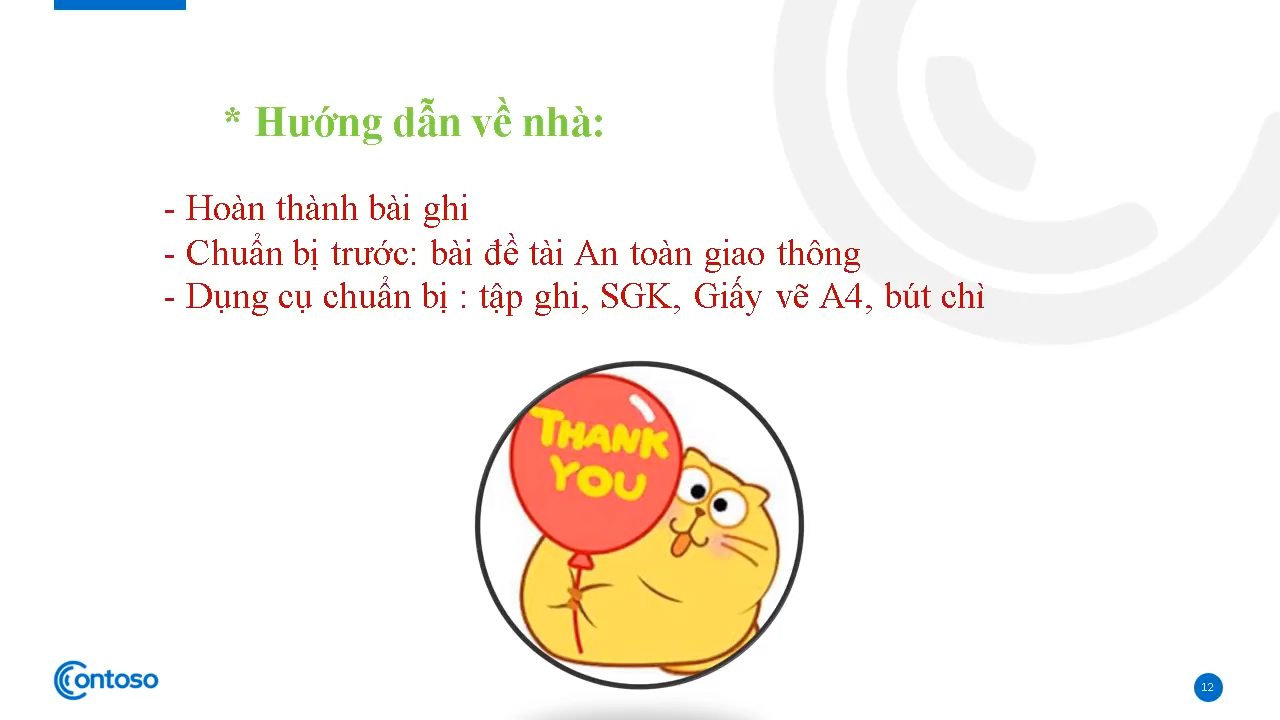 * Hướng dẫn về nhà:
- Hoàn thành bài ghi
- Chuẩn bị trước: bài đề tài An toàn giao thông
- Dụng cụ chuẩn bị : tập ghi, SGK, Giấy vẽ A4, bút chì
THANK
YOU
Contoso
12